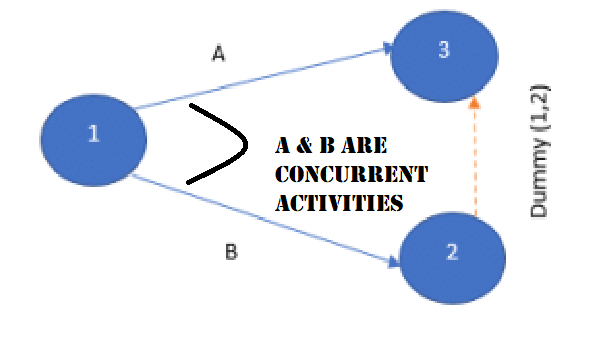 A
3
1
A & B ARE
CONCURRENT
ACTIVITIES
Dummy (1,2)
B
2